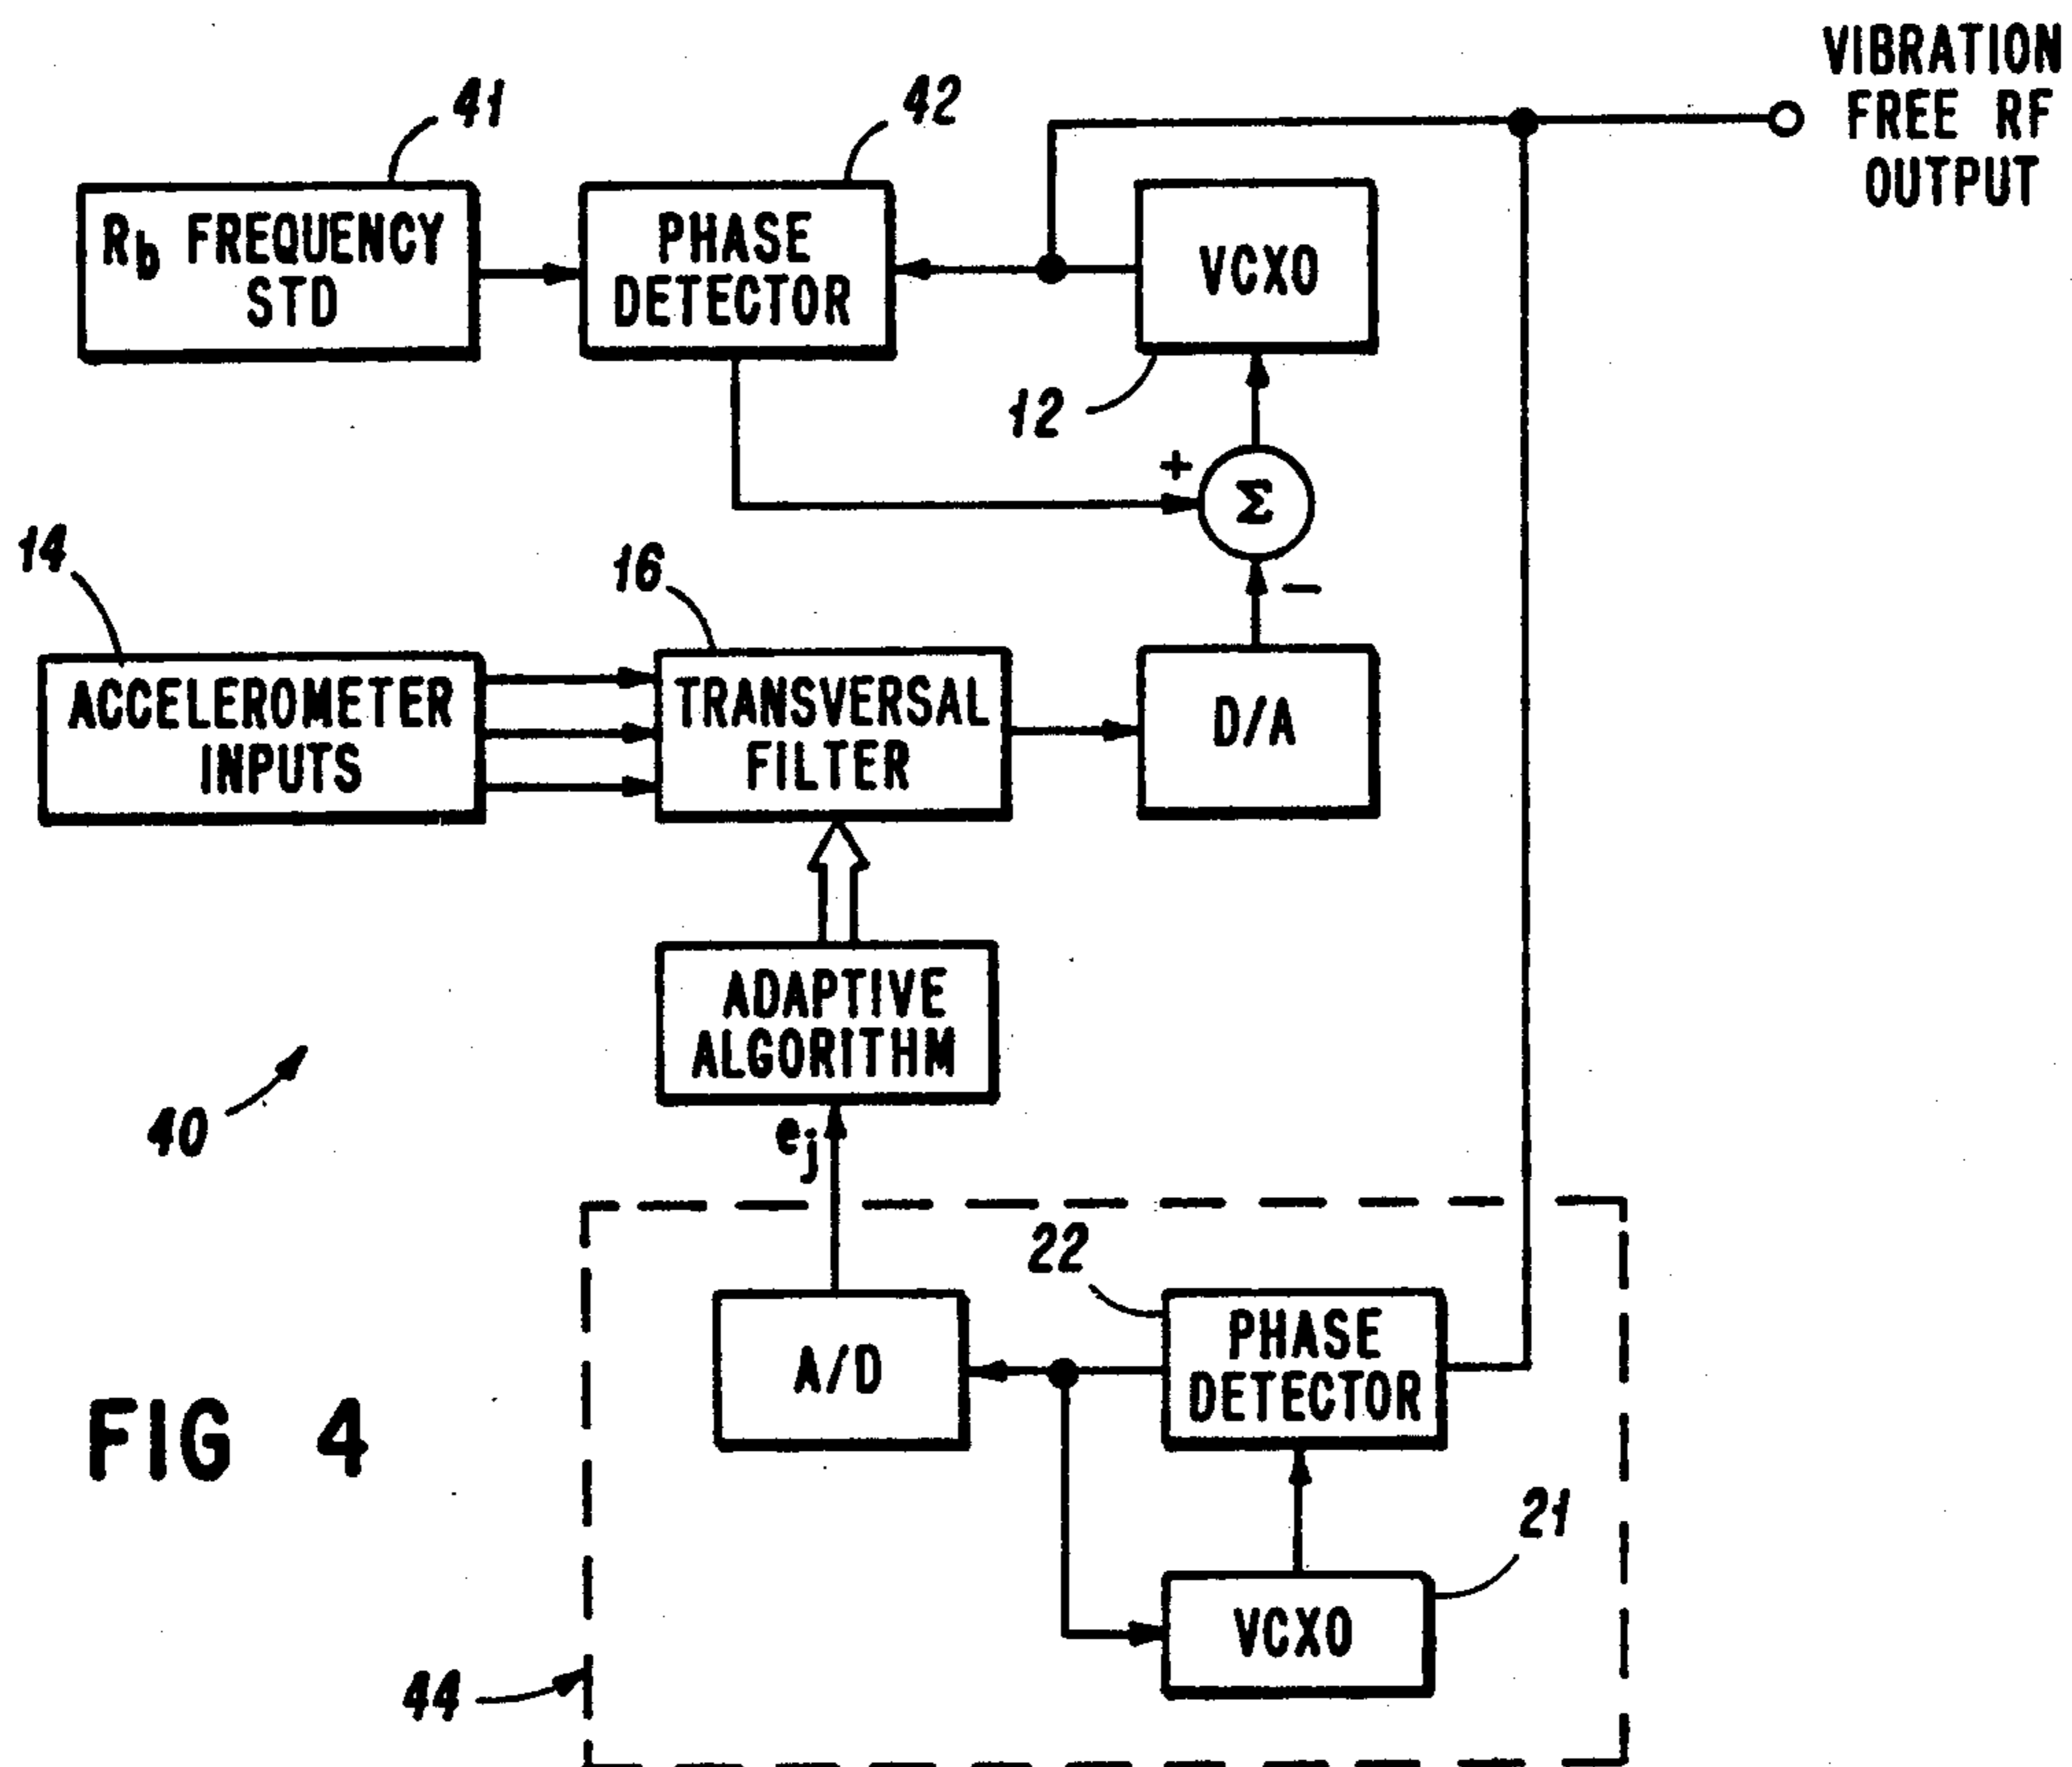 VIBRATION
FREE RF
OUTPUT
41
42
Rb FREQUENCY
STD
PHASE
DETECTOR
VCXO
12
+
Σ
−
14
16
ACCELEROMETER
INPUTS
TRANSVERSAL
FILTER
D/A
ADAPTIVE
ALGORITHM
40
ej
22
A/D
PHASE
DETECTOR
FIG 4
21
VCXO
44